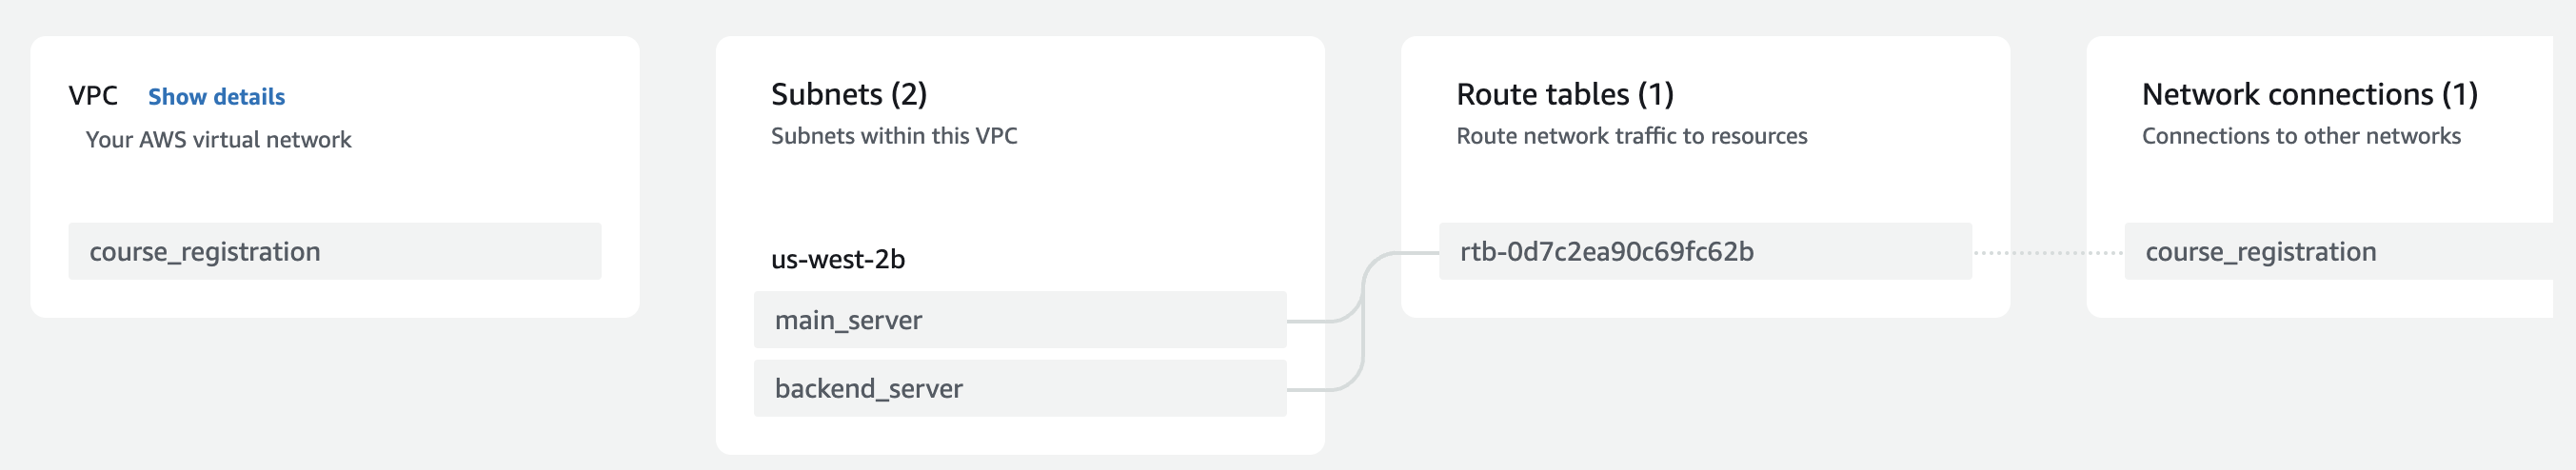 VPC Show details
Your AWS virtual network
course_registration
Subnets (2)
Subnets within this VPC
us-west-2b
main_server
backend_server
Route tables (1)
Route network traffic to resources
rtb-0d7c2ea90c69fc62b
Network connections (1)
Connections to other networks
course_registration